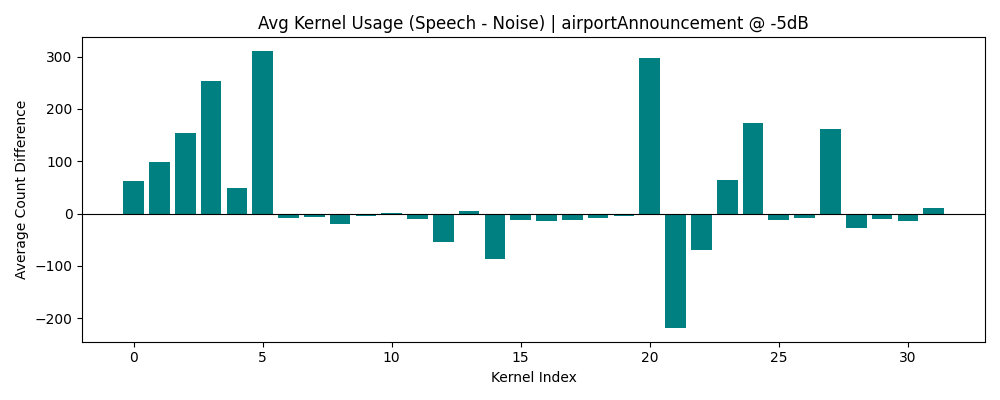 Avg Kernel Usage (Speech - Noise) | airportAnnouncement @ -5dB
300
200
100
0
−100
−200
Average Count Difference
0 5 10 15 20 25 30
Kernel Index